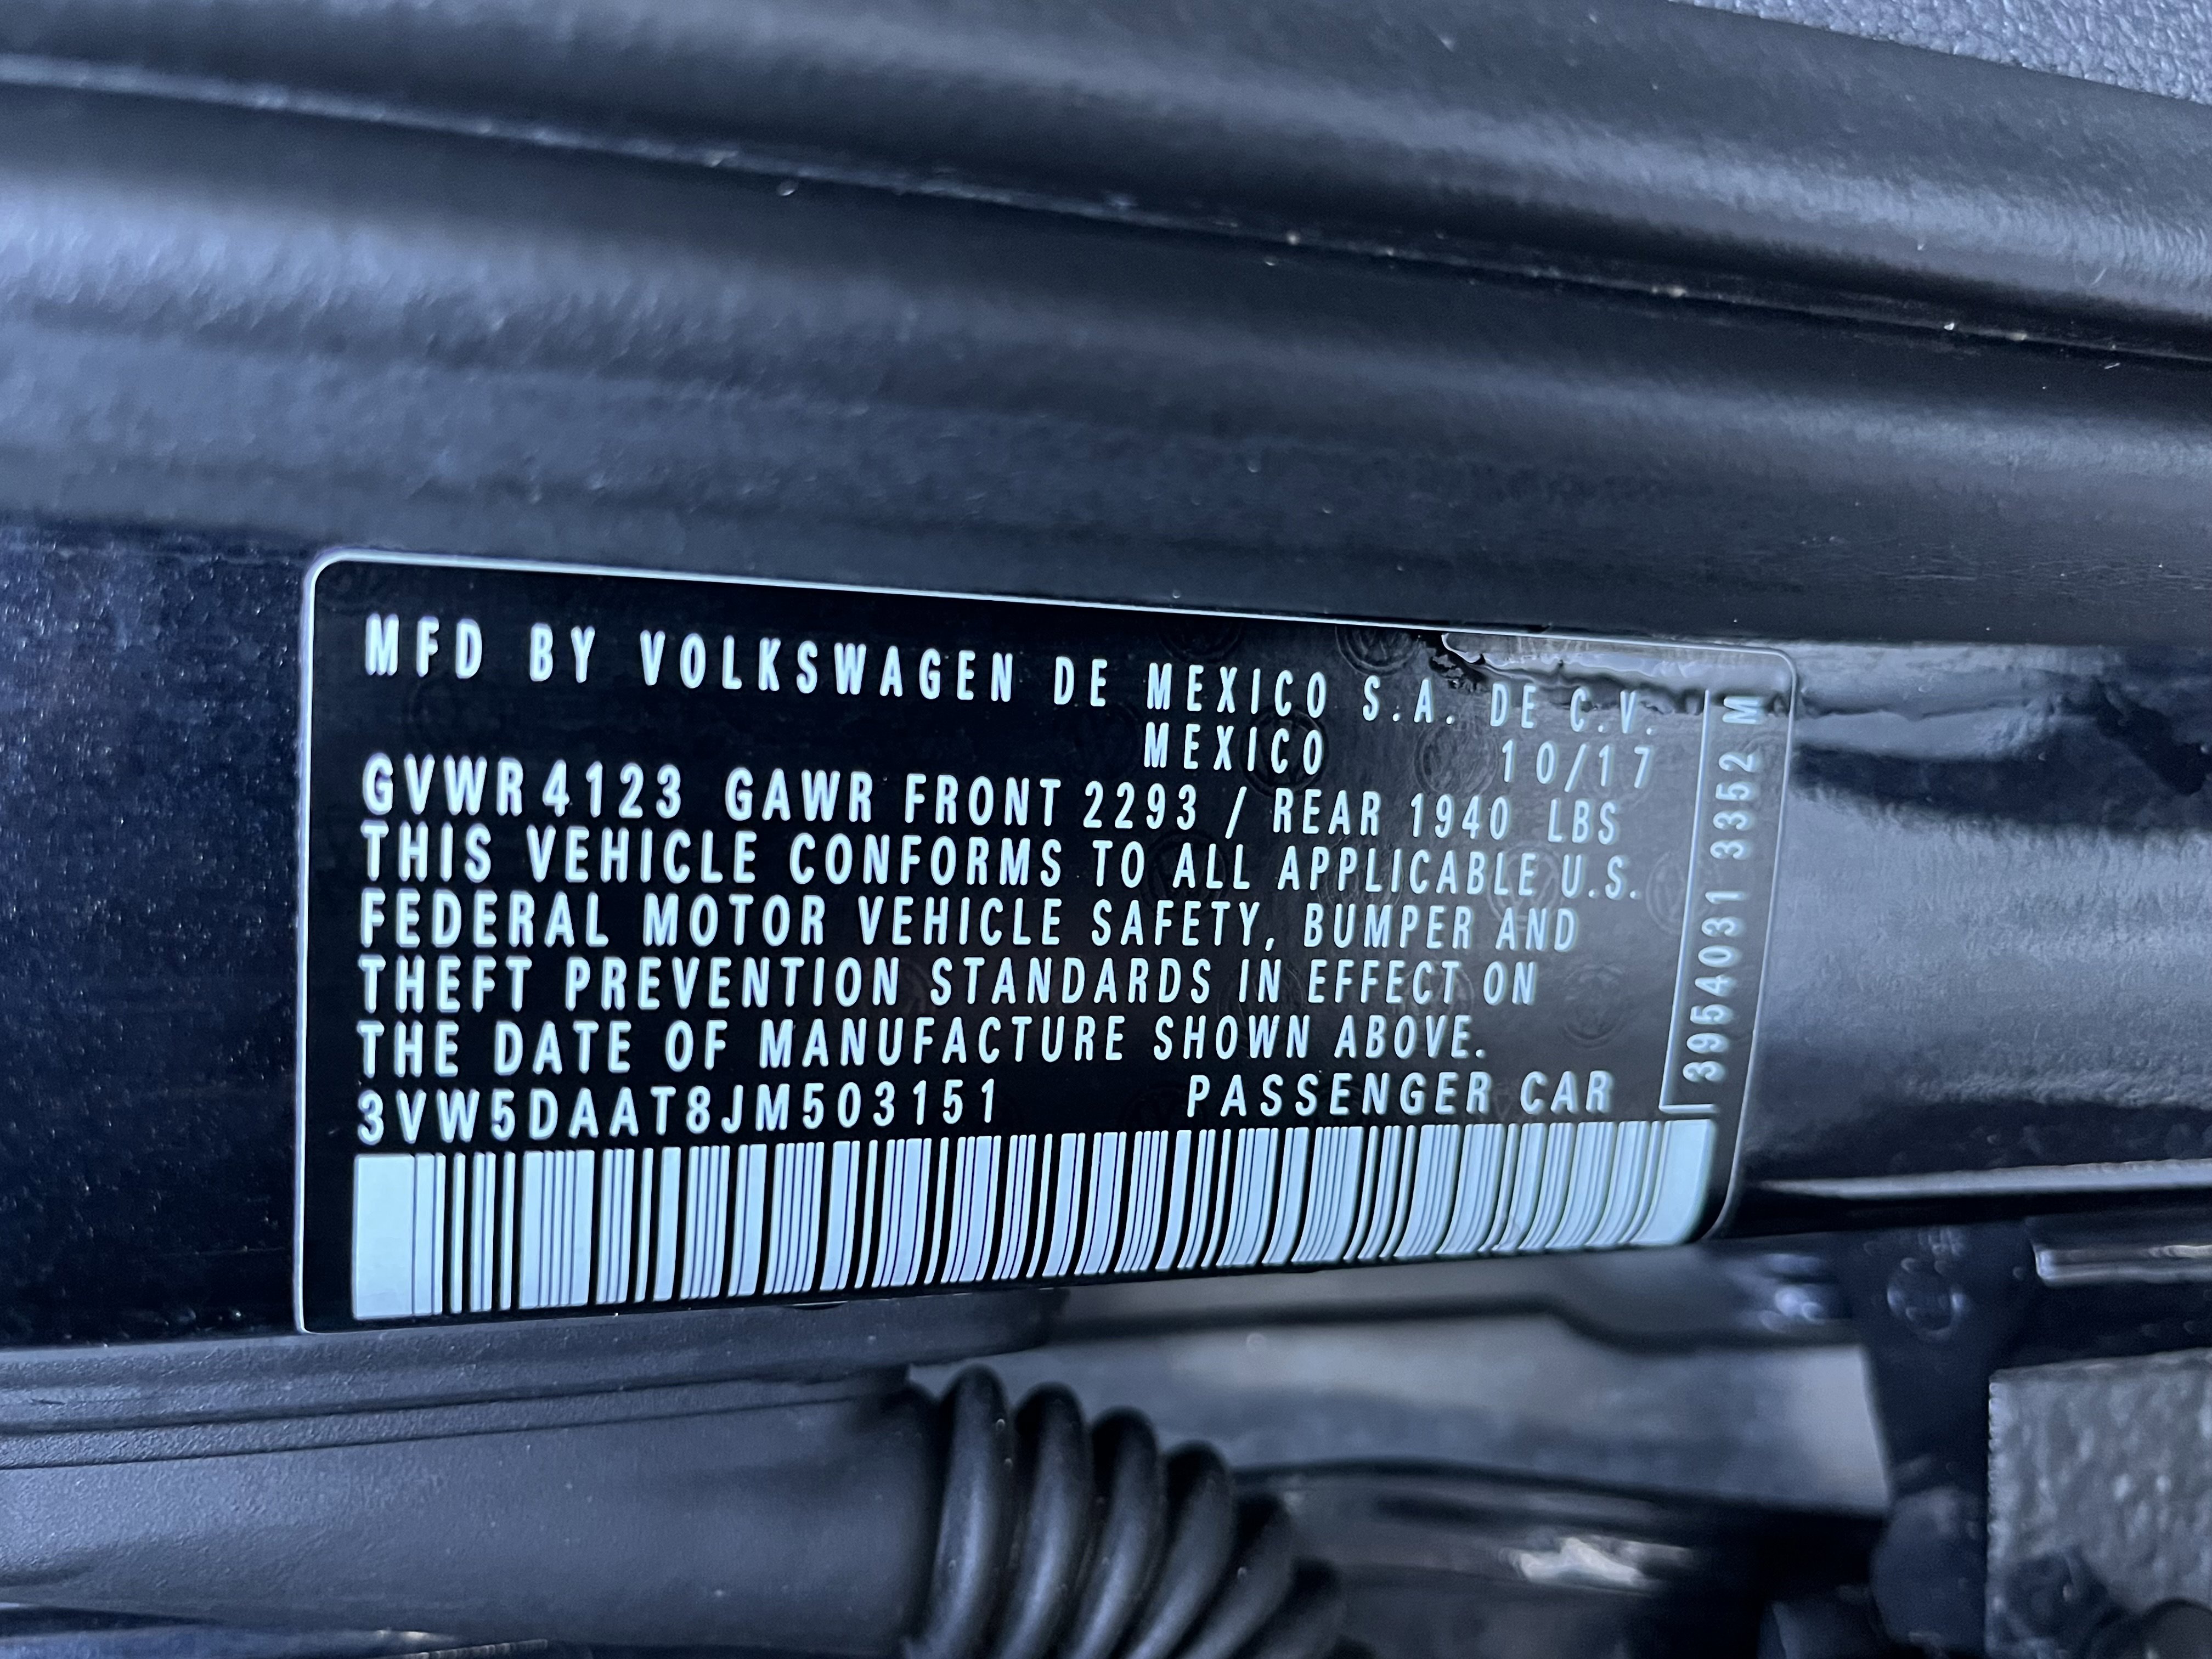 MFD BY VOLKSWAGEN DE MEXICO S.A. DE C.V.
MEXICO 10/17
GVWR 4123 GAWR FRONT 2293 / REAR 1940 LBS
THIS VEHICLE CONFORMS TO ALL APPLICABLE U.S.
FEDERAL MOTOR VEHICLE SAFETY, BUMPER AND
THEFT PREVENTION STANDARDS IN EFFECT ON
THE DATE OF MANUFACTURE SHOWN ABOVE.
3VW5DAAT8JM503151 PASSENGER CAR
3954031 3352 M